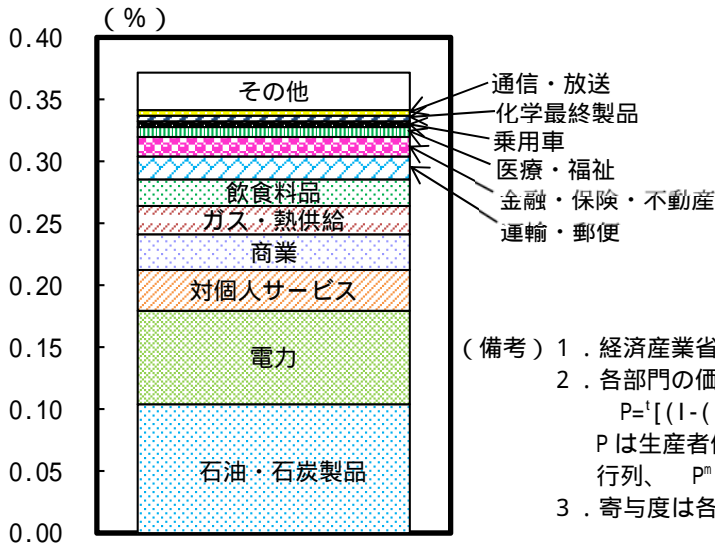 （％）
0.40
0.35
0.30
0.25
0.20
0.15
0.10
0.05
0.00
その他
飲食料品
ガス・熱供給
商業
対個人サービス
電力
石油・石炭製品
通信・放送
化学最終製品
乗用車
医療・福祉
金融・保険・不動産
運輸・郵便
（備考）１．経済産業省
２．各部門の価
P=ᵗ[(I-(
Pは生産者価
行列、 Pᵐ
３．寄与度は各